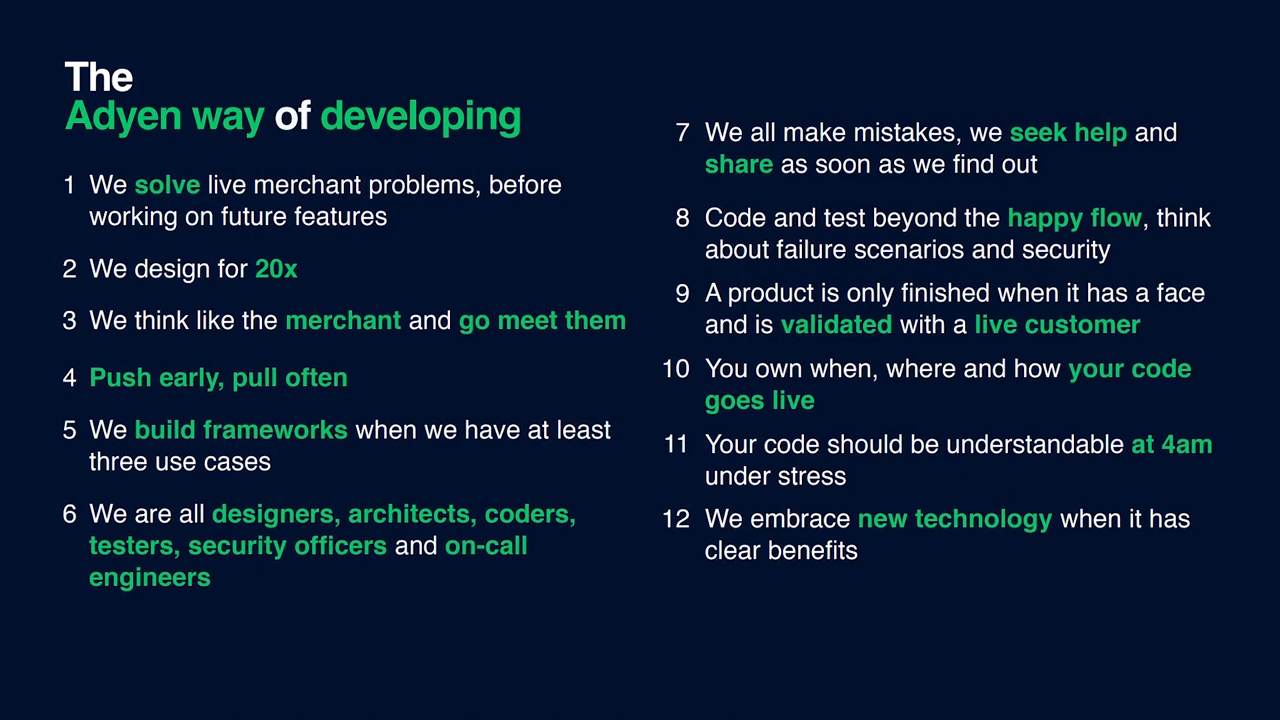 The
Adyen way of developing
1 We solve live merchant problems, before
working on future features
2 We design for 20x
3 We think like the merchant and go meet them
4 Push early, pull often
5 We build frameworks when we have at least
three use cases
6 We are all designers, architects, coders,
testers, security officers and on-call
engineers
7 We all make mistakes, we seek help and
share as soon as we find out
8 Code and test beyond the happy flow, think
about failure scenarios and security
9 A product is only finished when it has a face
and is validated with a live customer
10 You own when, where and how your code
goes live
11 Your code should be understandable at 4am
under stress
12 We embrace new technology when it has
clear benefits